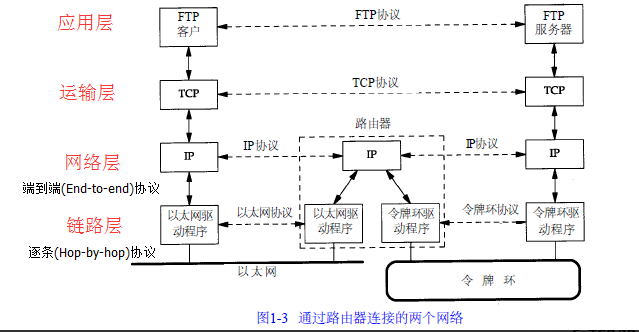 应用层
FTP
客户
FTP协议
FTP
服务器
运输层
TCP
TCP协议
TCP
路由器
网络层
IP
IP协议
IP
IP协议
IP
端到端(End-to-end)协议
链路层
以太网驱
动程序
以太网协议
以太网驱
动程序
令牌环驱
动程序
令牌环协议
令牌环驱
动程序
逐条(Hop-by-hop)协议
以太网
令牌环
图1-3 通过路由器连接的两个网络